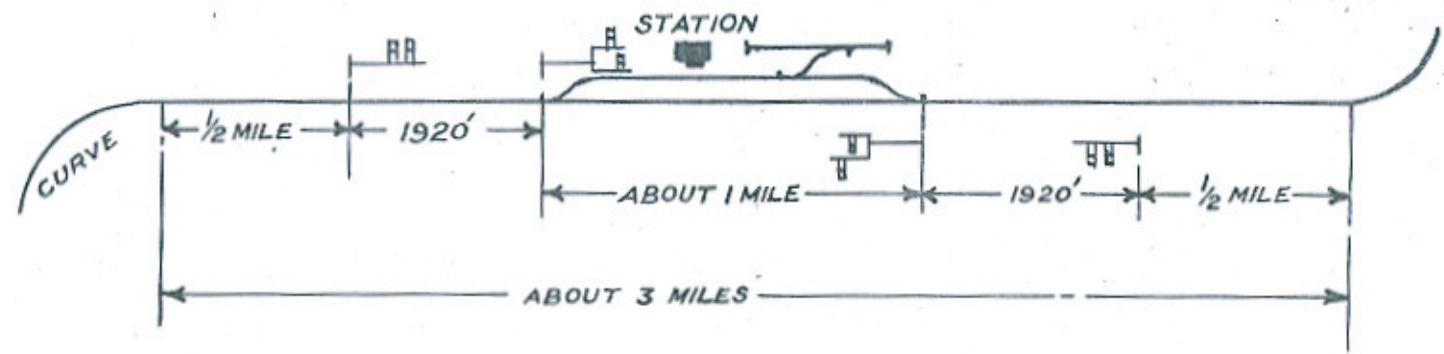 STATION
CURVE
½ MILE
1920'
ABOUT 1 MILE
1920'
½ MILE
ABOUT 3 MILES